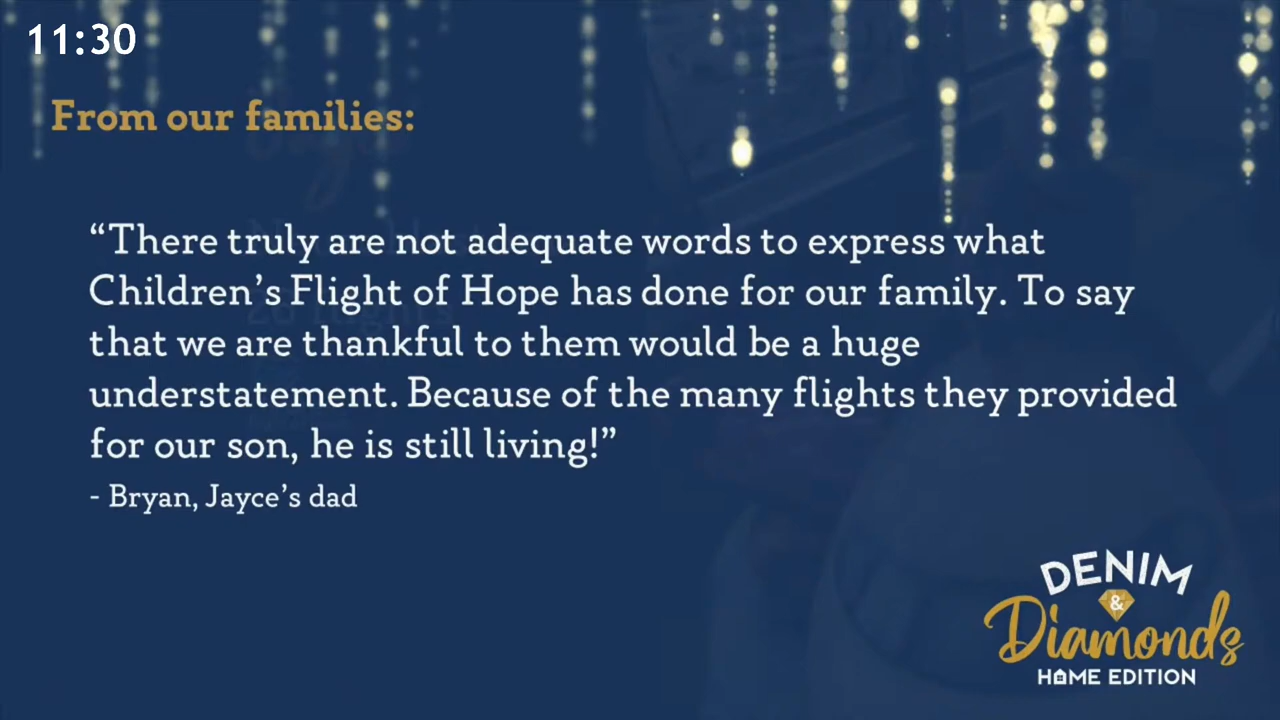 11:30
From our families:
“There truly are not adequate words to express what
Children’s Flight of Hope has done for our family. To say
that we are thankful to them would be a huge
understatement. Because of the many flights they provided
for our son, he is still living!”
- Bryan, Jayce’s dad
DENIM
&
Diamonds
HOME EDITION